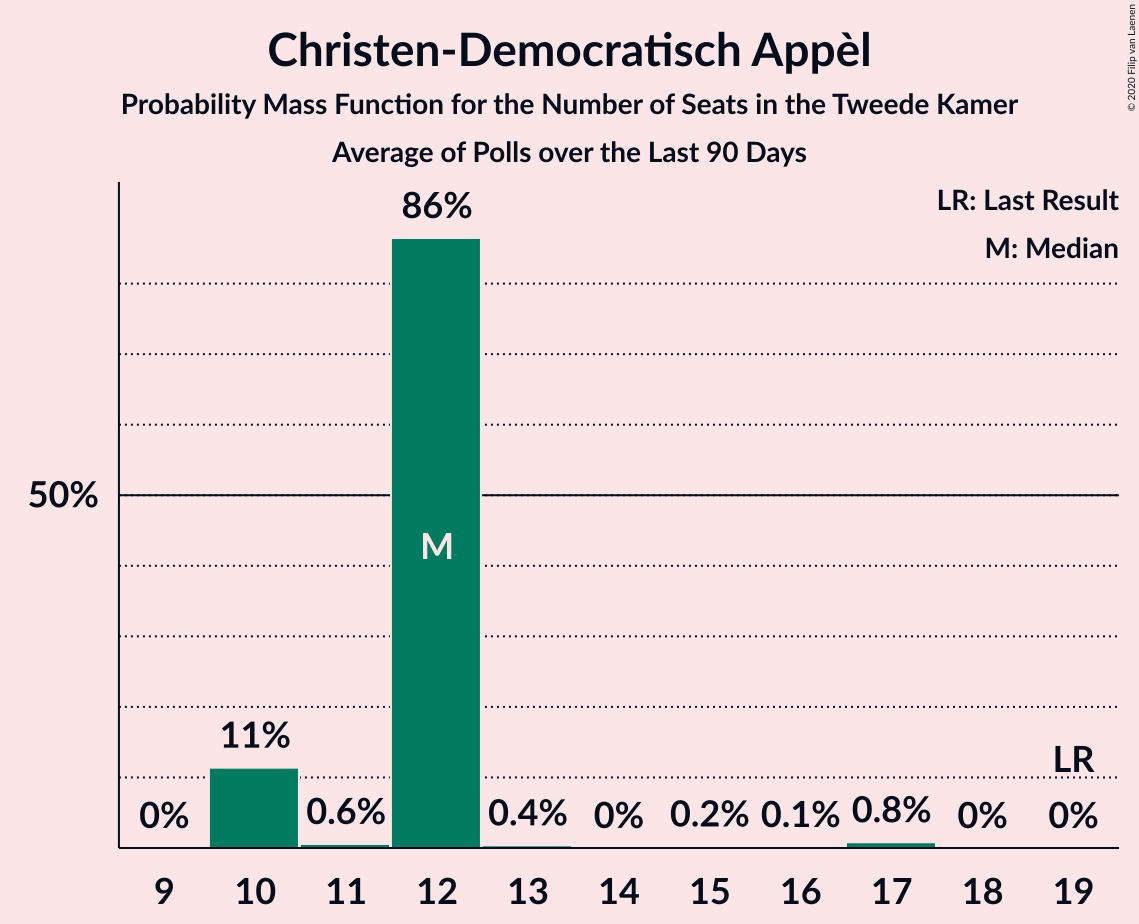 Christen-Democratisch Appèl
Probability Mass Function for the Number of Seats in the Tweede Kamer
Average of Polls over the Last 90 Days
© 2020 Filip van Laenen
LR: Last Result
M: Median
86%
50%
M
11%
LR
0%
0.6%
0.4%
0%
0.2%
0.1%
0.8%
0%
0%
9 10 11 12 13 14 15 16 17 18 19